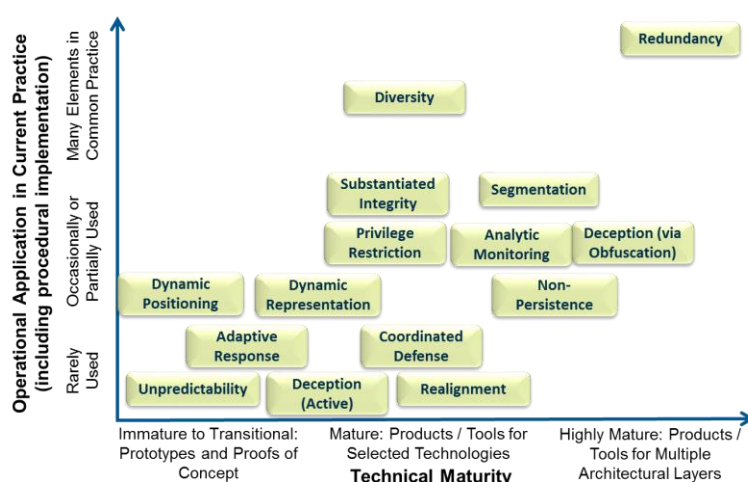 Operational Application in Current Practice
(including procedural implementation)
Many Elements in
Common Practice
Occasionally or
Partially Used
Rarely
Used
Redundancy
Diversity
Substantiated
Integrity
Segmentation
Privilege
Restriction
Analytic
Monitoring
Deception (via
Obfuscation)
Dynamic
Positioning
Dynamic
Representation
Non-
Persistence
Adaptive
Response
Coordinated
Defense
Unpredictability
Deception
(Active)
Realignment
Immature to Transitional:
Prototypes and Proofs of
Concept
Mature: Products / Tools for
Selected Technologies
Highly Mature: Products /
Tools for Multiple
Architectural Layers
Technical Maturity